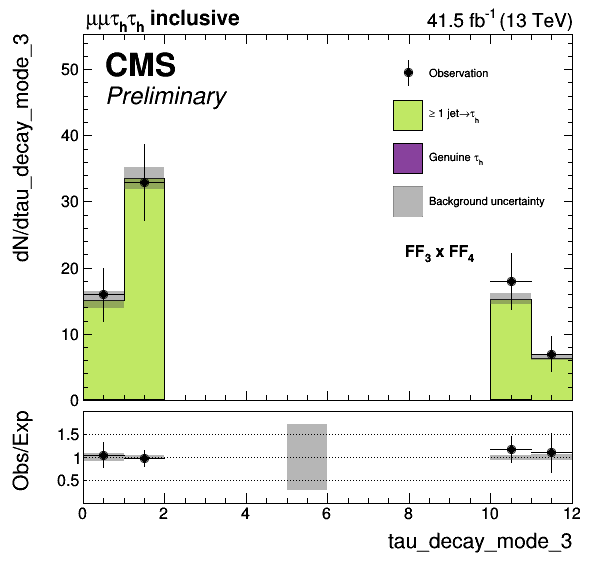 μμτhτh inclusive
41.5 fb-1 (13 TeV)
CMS
Preliminary
Observation
≥ 1 jet→τh
Genuine τh
Background uncertainty
FF3 x FF4
dN/dtau_decay_mode_3
50
40
30
20
10
0
Obs/Exp
1.5
1
0.5
0 2 4 6 8 10 12
tau_decay_mode_3